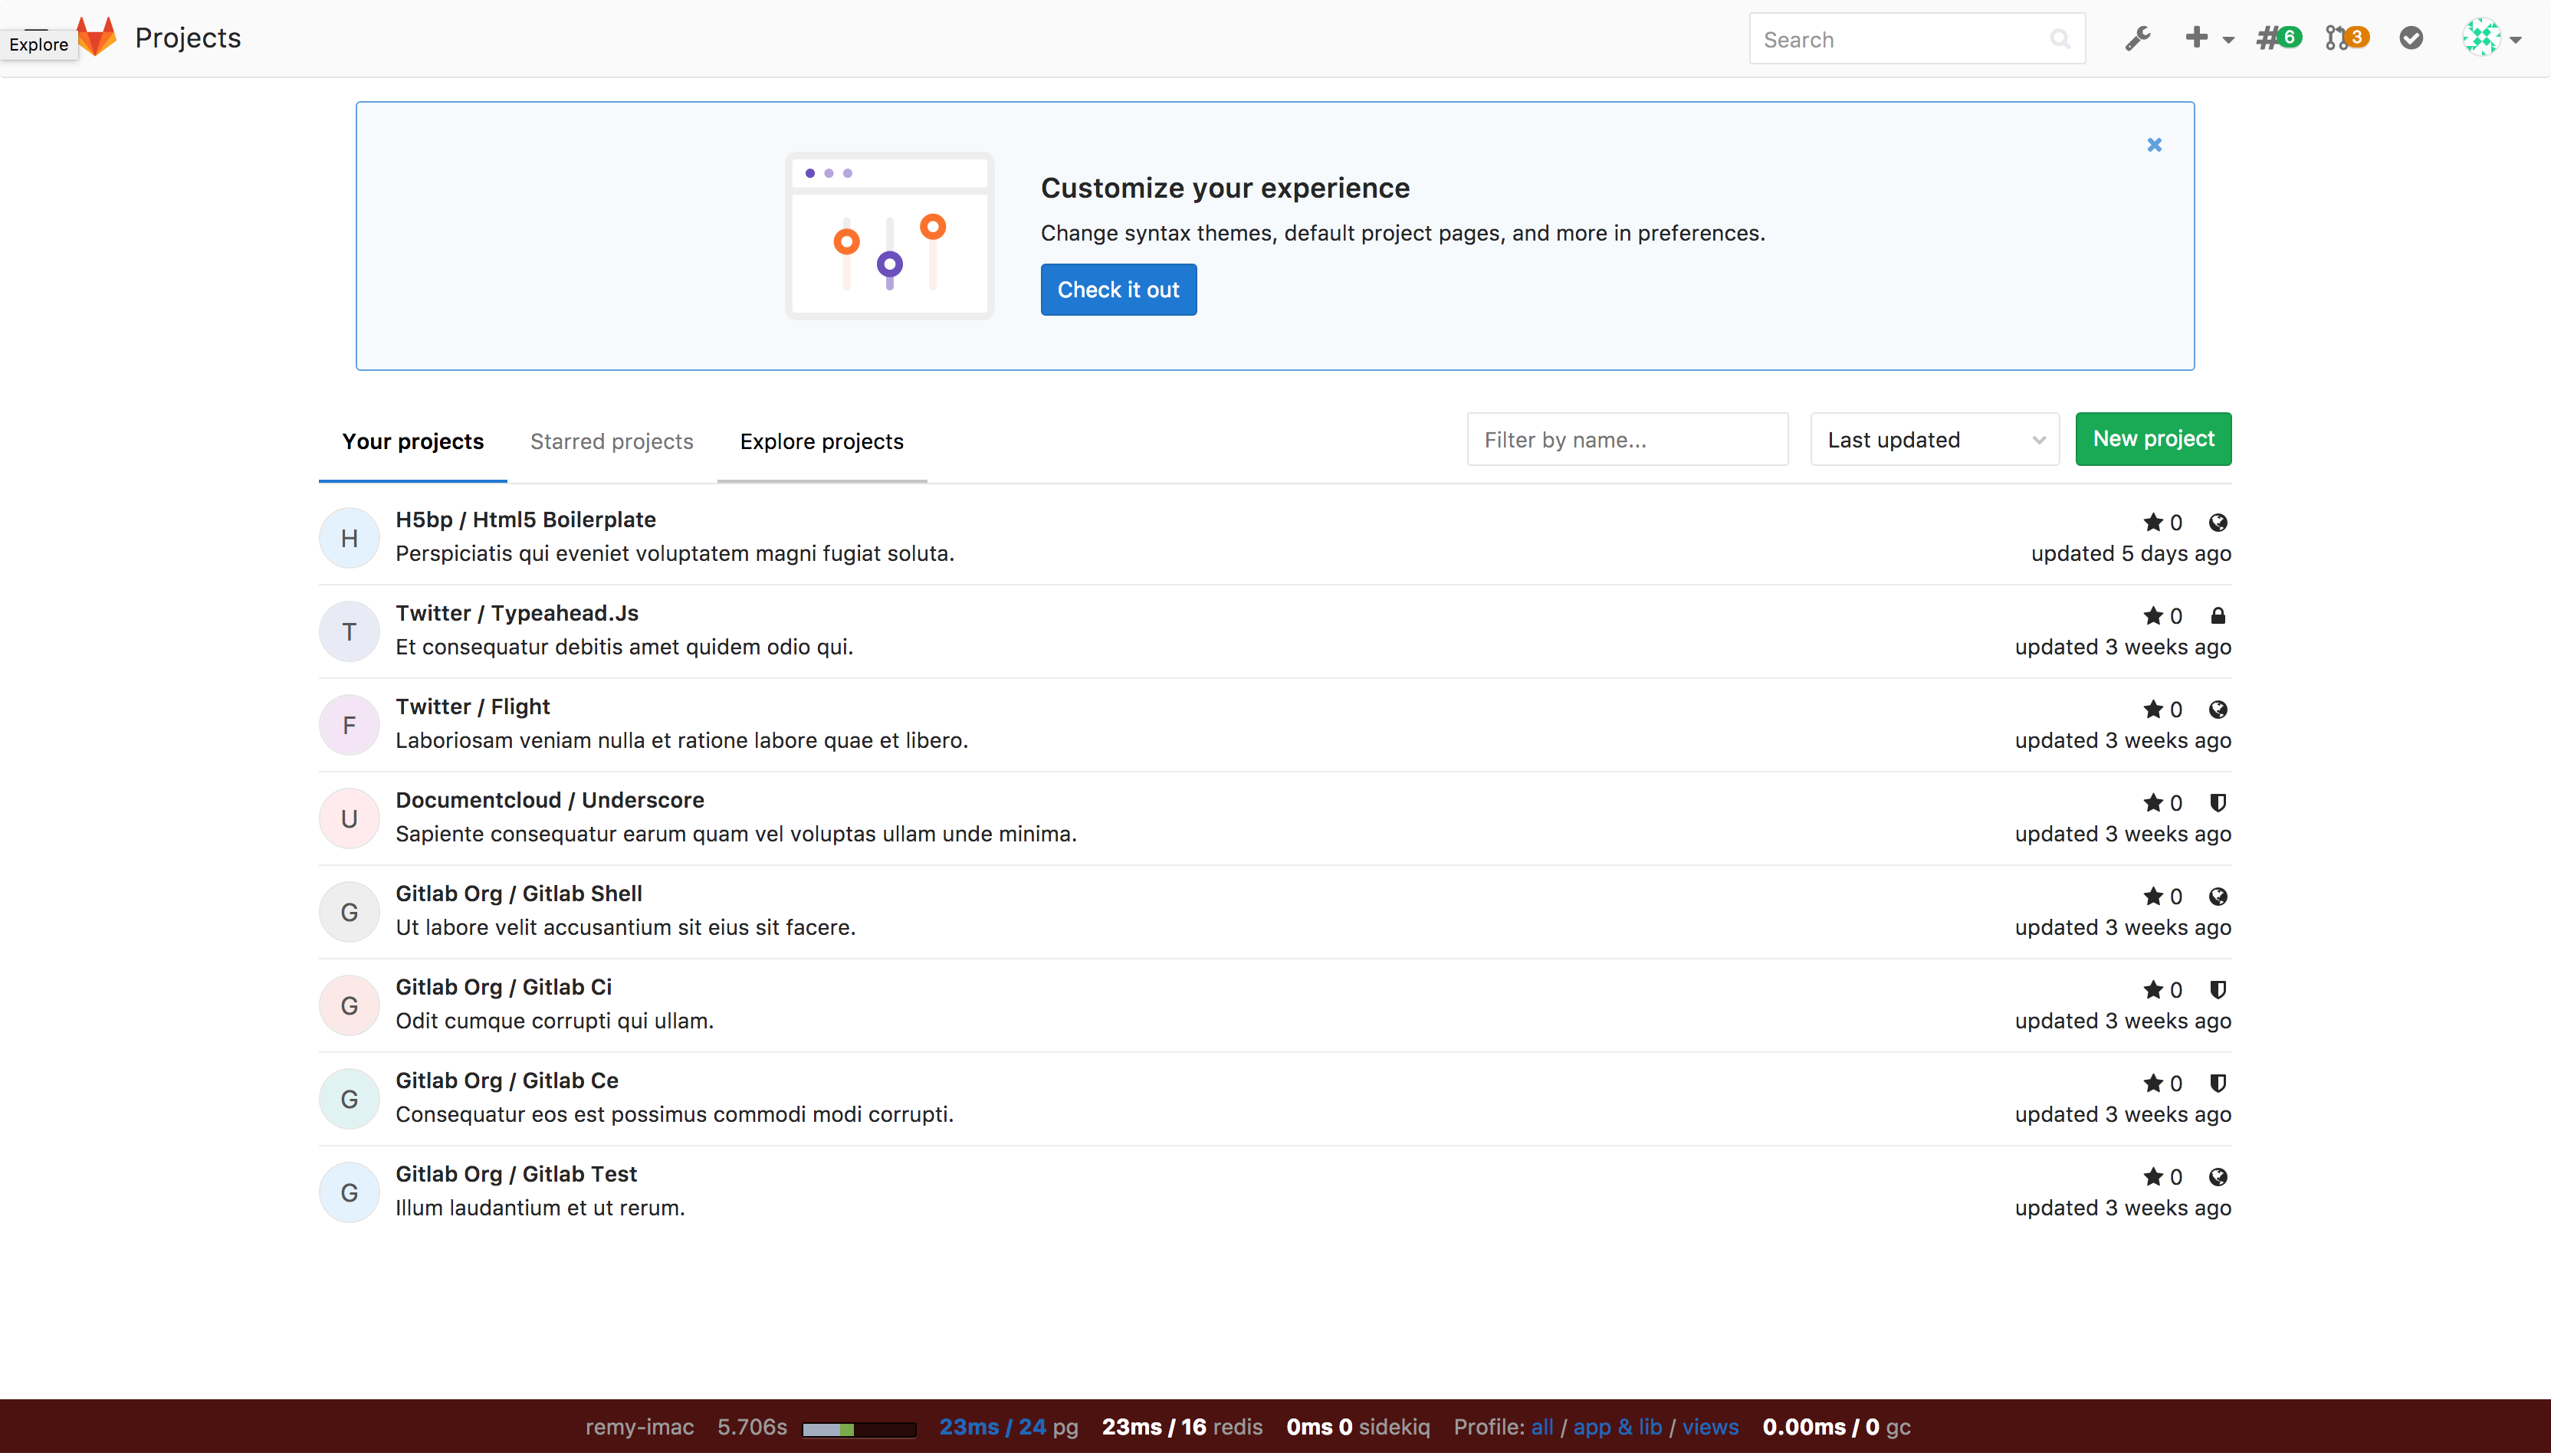 Explore
Projects
Search
6
3
Customize your experience
Change syntax themes, default project pages, and more in preferences.
Check it out
Your projects Starred projects Explore projects
Filter by name... Last updated New project
H H5bp / Html5 Boilerplate 0
Perspiciatis qui eveniet voluptatem magni fugiat soluta. updated 5 days ago
T Twitter / Typeahead.Js 0
Et consequatur debitis amet quidem odio qui. updated 3 weeks ago
F Twitter / Flight 0
Laboriosam veniam nulla et ratione labore quae et libero. updated 3 weeks ago
U Documentcloud / Underscore 0
Sapiente consequatur earum quam vel voluptas ullam unde minima. updated 3 weeks ago
G Gitlab Org / Gitlab Shell 0
Ut labore velit accusantium sit eius sit facere. updated 3 weeks ago
G Gitlab Org / Gitlab Ci 0
Odit cumque corrupti qui ullam. updated 3 weeks ago
G Gitlab Org / Gitlab Ce 0
Consequatur eos est possimus commodi modi corrupti. updated 3 weeks ago
G Gitlab Org / Gitlab Test 0
Illum laudantium et ut rerum. updated 3 weeks ago
remy-imac 5.706s 23ms / 24 pg 23ms / 16 redis 0ms 0 sidekiq Profile: all / app & lib / views 0.00ms / 0 gc